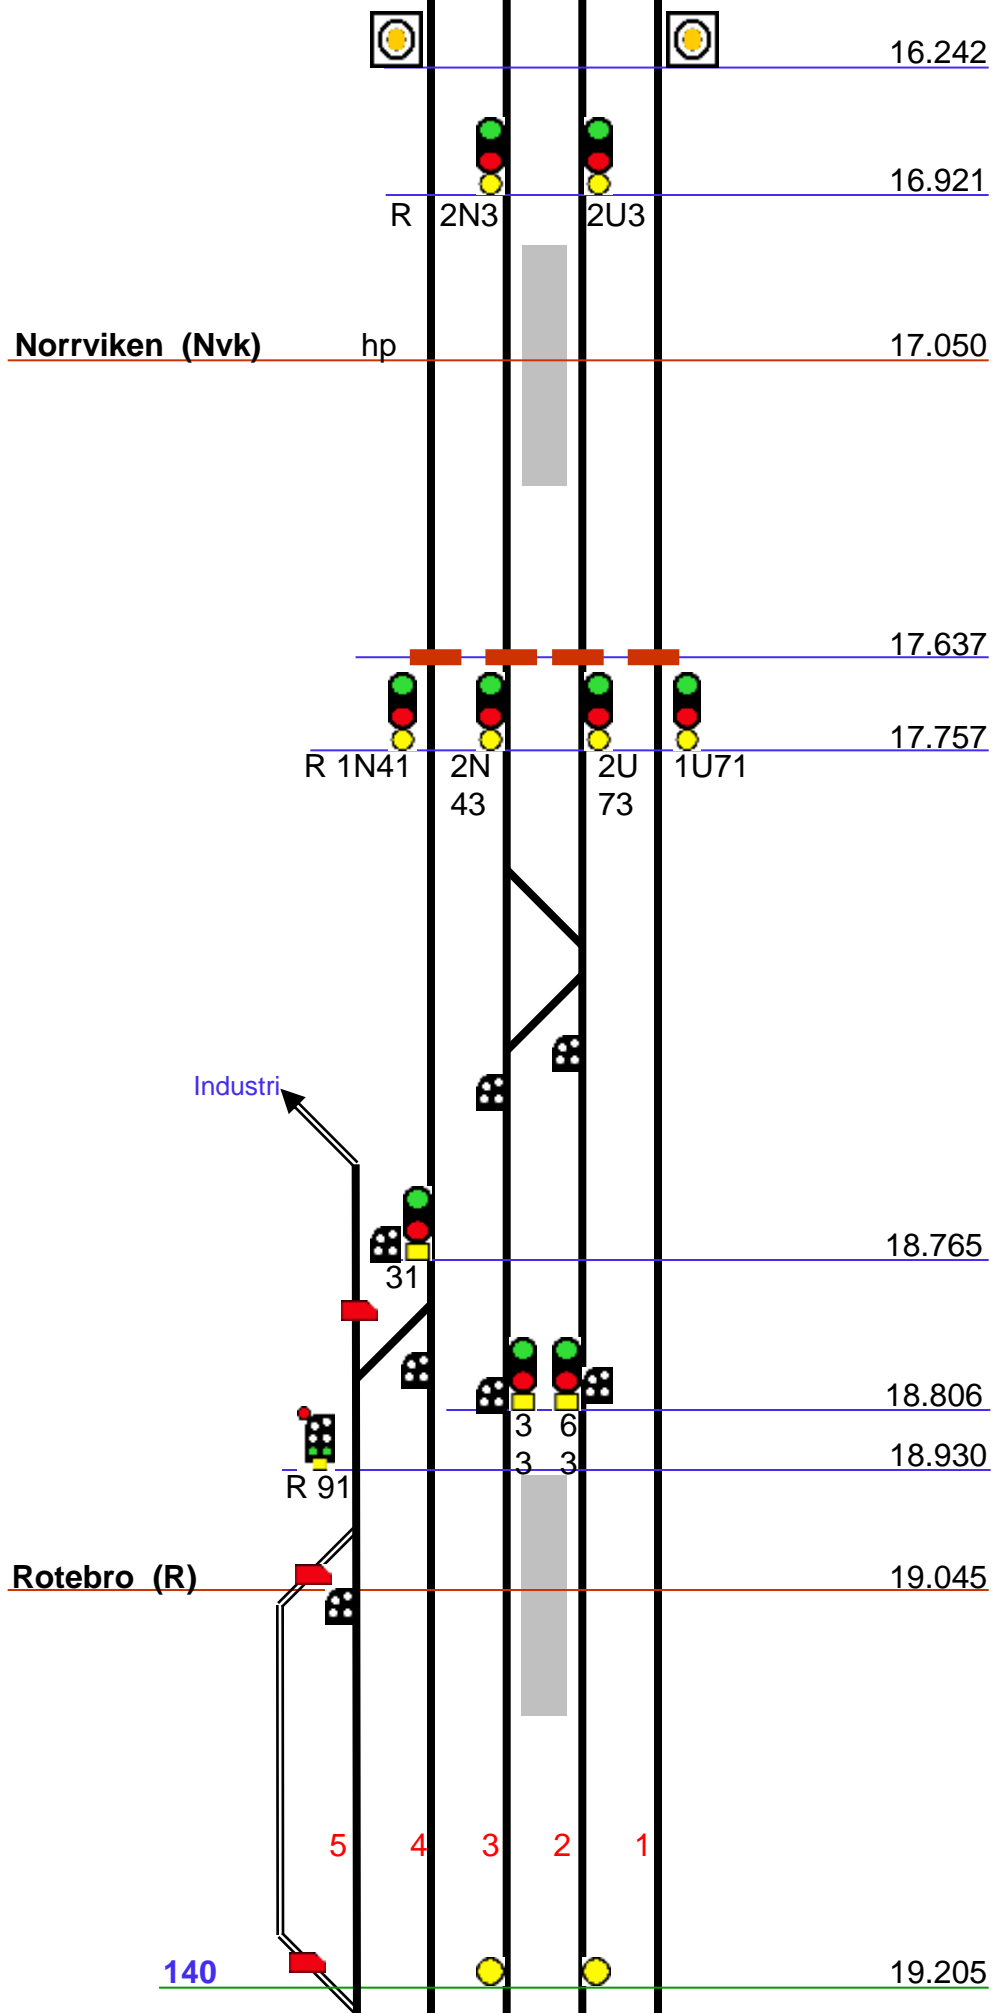 16.242
16.921
R 2N3 2U3
Norrviken (Nvk) hp 17.050
17.637
17.757
R 1N41 2N 2U 1U71
43 73
Industri
18.765
31
18.806
3 6
3 3 18.930
R 91
Rotebro (R) 19.045
5 4 3 2 1
140 19.205